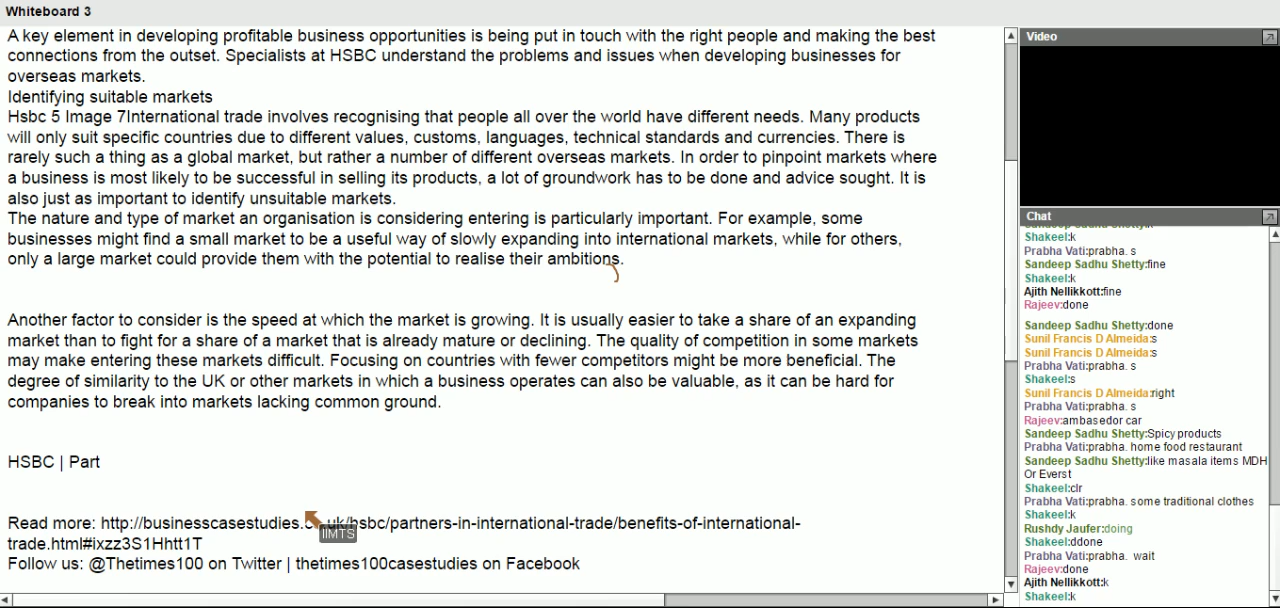 Whiteboard 3
A key element in developing profitable business opportunities is being put in touch with the right people and making the best
connections from the outset. Specialists at HSBC understand the problems and issues when developing businesses for
overseas markets.
Identifying suitable markets
Hsbc 5 Image 7International trade involves recognising that people all over the world have different needs. Many products
will only suit specific countries due to different values, customs, languages, technical standards and currencies. There is
rarely such a thing as a global market, but rather a number of different overseas markets. In order to pinpoint markets where
a business is most likely to be successful in selling its products, a lot of groundwork has to be done and advice sought. It is
also just as important to identify unsuitable markets.
The nature and type of market an organisation is considering entering is particularly important. For example, some
businesses might find a small market to be a useful way of slowly expanding into international markets, while for others,
only a large market could provide them with the potential to realise their ambitions.
Another factor to consider is the speed at which the market is growing. It is usually easier to take a share of an expanding
market than to fight for a share of a market that is already mature or declining. The quality of competition in some markets
may make entering these markets difficult. Focusing on countries with fewer competitors might be more beneficial. The
degree of similarity to the UK or other markets in which a business operates can also be valuable, as it can be hard for
companies to break into markets lacking common ground.
HSBC | Part
Read more: http://businesscasestudies.co.uk/hsbc/partners-in-international-trade/benefits-of-international-
trade.html#ixzz3S1Hhtt1T
IIMTS
Follow us: @Thetimes100 on Twitter | thetimes100casestudies on Facebook
Video
Chat
Sandeep Sadhu Shetty:k
Shakeel:k
Prabha Vati:prabha. s
Sandeep Sadhu Shetty:fine
Shakeel:k
Ajith Nellikkott:fine
Rajeev:done
Sandeep Sadhu Shetty:done
Sunil Francis D Almeida:s
Sunil Francis D Almeida:s
Prabha Vati:prabha. s
Shakeel:s
Sunil Francis D Almeida:right
Prabha Vati:prabha. s
Rajeev:ambasedor car
Sandeep Sadhu Shetty:Spicy products
Prabha Vati:prabha. home food restaurant
Sandeep Sadhu Shetty:like masala items MDH
Or Everst
Shakeel:clr
Prabha Vati:prabha. some traditional clothes
Shakeel:k
Rushdy Jaufer:doing
Shakeel:ddone
Prabha Vati:prabha. wait
Rajeev:done
Ajith Nellikkott:k
Shakeel:k